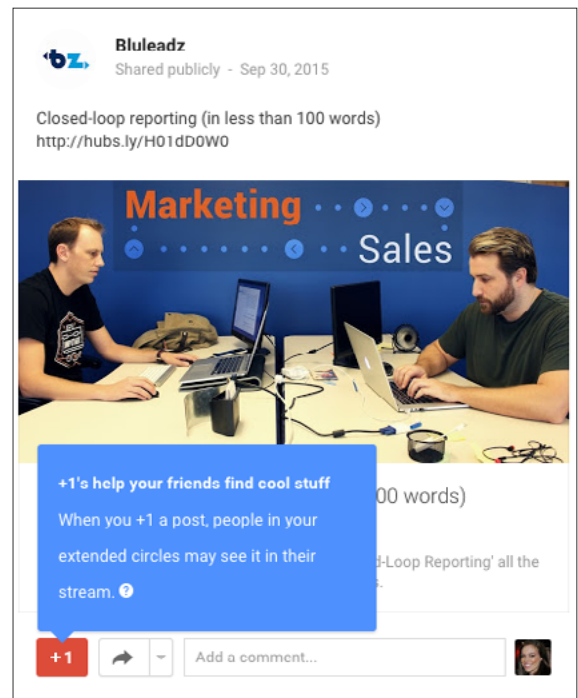 bz
Bluleadz
Shared publicly - Sep 30, 2015
Closed-loop reporting (in less than 100 words)
http://hubs.ly/H01dD0W0
Marketing
Sales
+1's help your friends find cool stuff
When you +1 a post, people in your
extended circles may see it in their
stream. ?
00 words)
d-Loop Reporting' all the
s.
+1
Add a comment...